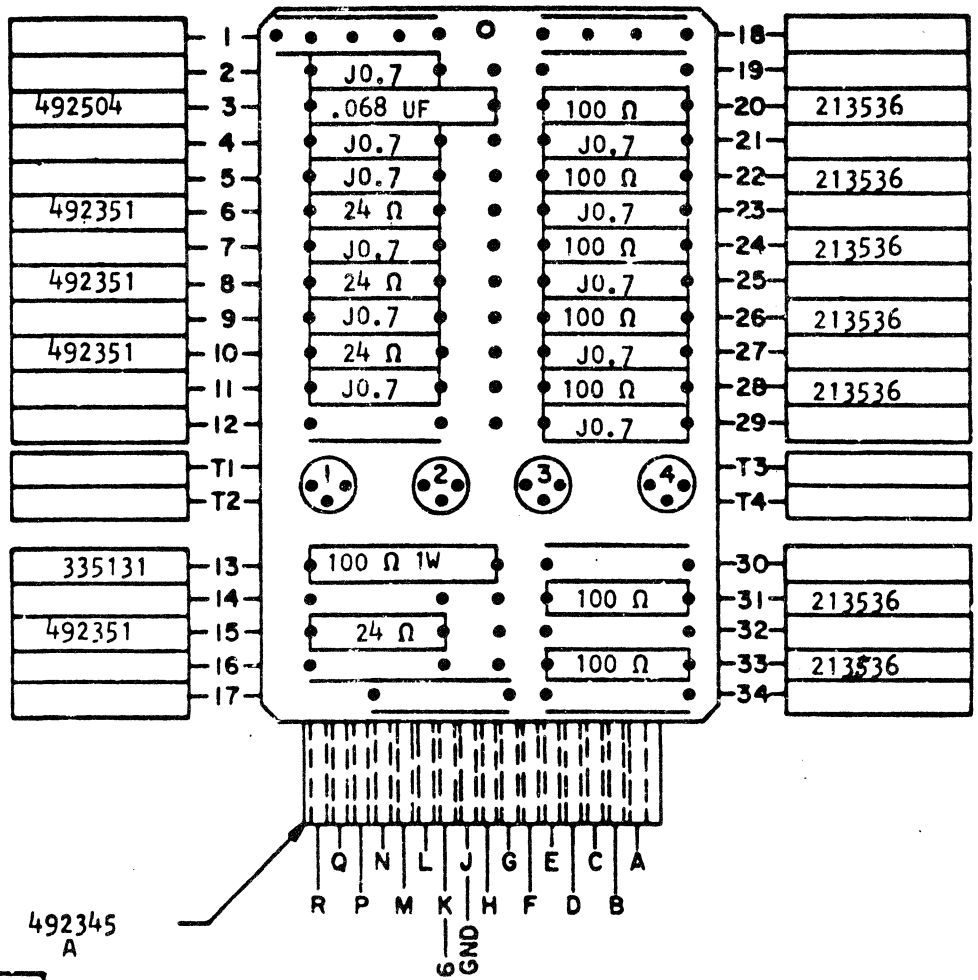 1 18
2 J0.7 19
492504 3 .068 UF 100 Ω 20 213536
4 J0.7 J0.7 21
5 J0.7 100 Ω 22 213536
492351 6 24 Ω J0.7 23
7 J0.7 100 Ω 24 213536
492351 8 24 Ω J0.7 25
9 J0.7 100 Ω 26 213536
492351 10 24 Ω J0.7 27
11 J0.7 100 Ω 28 213536
12 J0.7 29
T1 1 2 3 4 T3
T2 T4
335131 13 100 Ω 1W 30
14 100 Ω 31 213536
492351 15 24 Ω 32
16 100 Ω 33 213536
17 34
Q N L J G E C A
R P M K H F D B
492345
A
6 GND